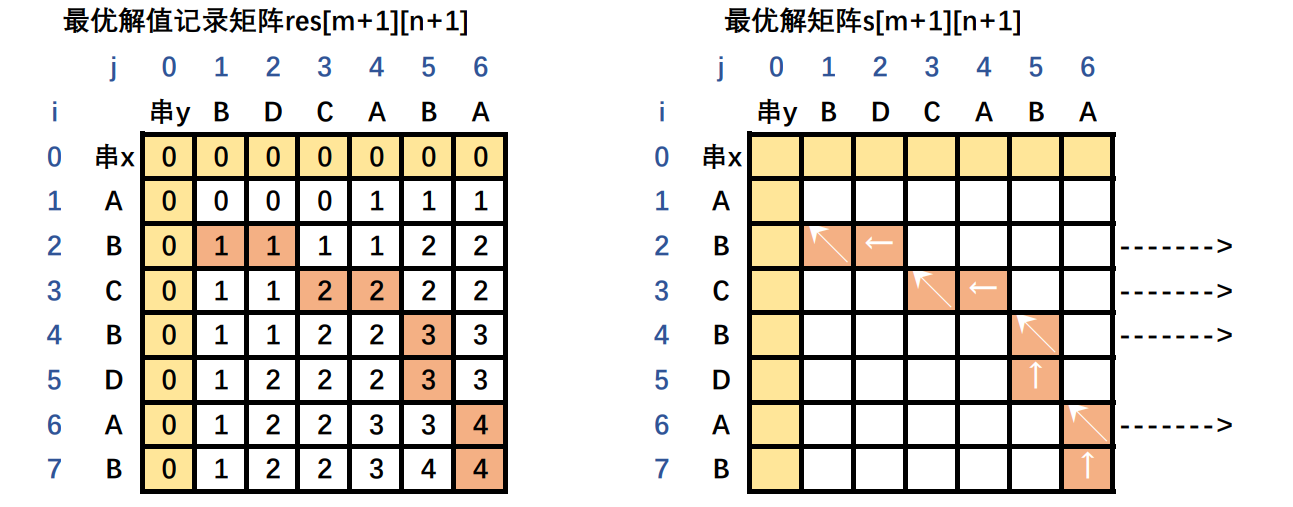 最优解值记录矩阵res[m+1][n+1] 最优解矩阵s[m+1][n+1]
j 0 1 2 3 4 5 6 j 0 1 2 3 4 5 6
i 串y B D C A B A i 串y B D C A B A
0 串x 0 0 0 0 0 0 0 0 串x
1 A 0 0 0 0 1 1 1 1 A
2 B 0 1 1 1 1 2 2 2 B ↖ ← ------->
3 C 0 1 1 2 2 2 2 3 C ↖ ← ------->
4 B 0 1 1 2 2 3 3 4 B ↖ ------->
5 D 0 1 2 2 2 3 3 5 D ↑
6 A 0 1 2 2 3 3 4 6 A ↖ ------->
7 B 0 1 2 2 3 4 4 7 B ↑